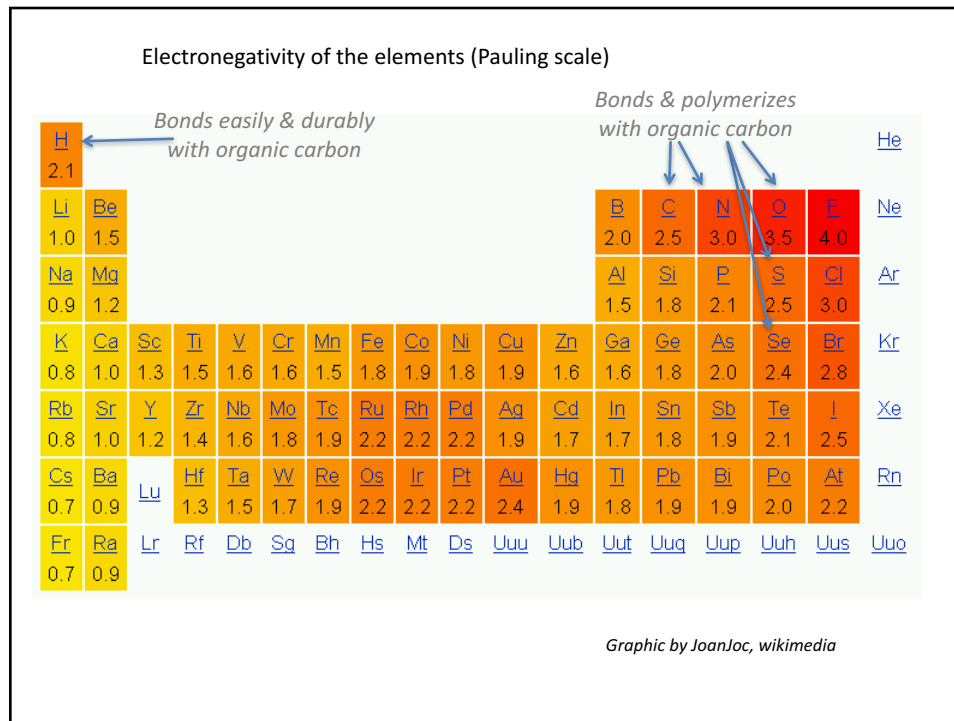 Electronegativity of the elements (Pauling scale)
Bonds easily & durably
with organic carbon
Bonds & polymerizes
with organic carbon
H He
2.1
Li Be B C N O F Ne
1.0 1.5 2.0 2.5 3.0 3.5 4.0
Na Mg Al Si P S Cl Ar
0.9 1.2 1.5 1.8 2.1 2.5 3.0
K Ca Sc Ti V Cr Mn Fe Co Ni Cu Zn Ga Ge As Se Br Kr
0.8 1.0 1.3 1.5 1.6 1.6 1.5 1.8 1.9 1.8 1.9 1.6 1.6 1.8 2.0 2.4 2.8
Rb Sr Y Zr Nb Mo Tc Ru Rh Pd Ag Cd In Sn Sb Te I Xe
0.8 1.0 1.2 1.4 1.6 1.8 1.9 2.2 2.2 2.2 1.9 1.7 1.7 1.8 1.9 2.1 2.5
Cs Ba Lu Hf Ta W Re Os Ir Pt Au Hg Tl Pb Bi Po At Rn
0.7 0.9 1.3 1.5 1.7 1.9 2.2 2.2 2.2 2.4 1.9 1.8 1.9 1.9 2.0 2.2
Fr Ra Lr Rf Db Sg Bh Hs Mt Ds Uuu Uub Uut Uuq Uup Uuh Uus Uuo
0.7 0.9
Graphic by JoanJoc, wikimedia